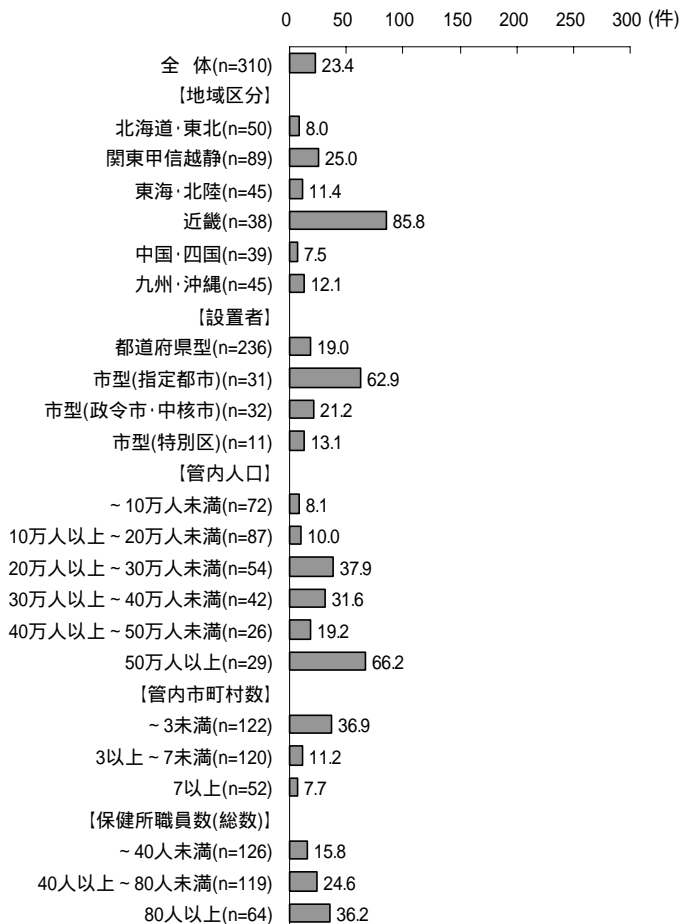 0 50 100 150 200 250 300 (件)
全 体(n=310) 23.4
【地域区分】
北海道･東北(n=50) 8.0
関東甲信越静(n=89) 25.0
東海･北陸(n=45) 11.4
近畿(n=38) 85.8
中国･四国(n=39) 7.5
九州･沖縄(n=45) 12.1
【設置者】
都道府県型(n=236) 19.0
市型(指定都市)(n=31) 62.9
市型(政令市･中核市)(n=32) 21.2
市型(特別区)(n=11) 13.1
【管内人口】
~10万人未満(n=72) 8.1
10万人以上~20万人未満(n=87) 10.0
20万人以上~30万人未満(n=54) 37.9
30万人以上~40万人未満(n=42) 31.6
40万人以上~50万人未満(n=26) 19.2
50万人以上(n=29) 66.2
【管内市町村数】
~3未満(n=122) 36.9
3以上~7未満(n=120) 11.2
7以上(n=52) 7.7
【保健所職員数(総数)】
~40人未満(n=126) 15.8
40人以上~80人未満(n=119) 24.6
80人以上(n=64) 36.2